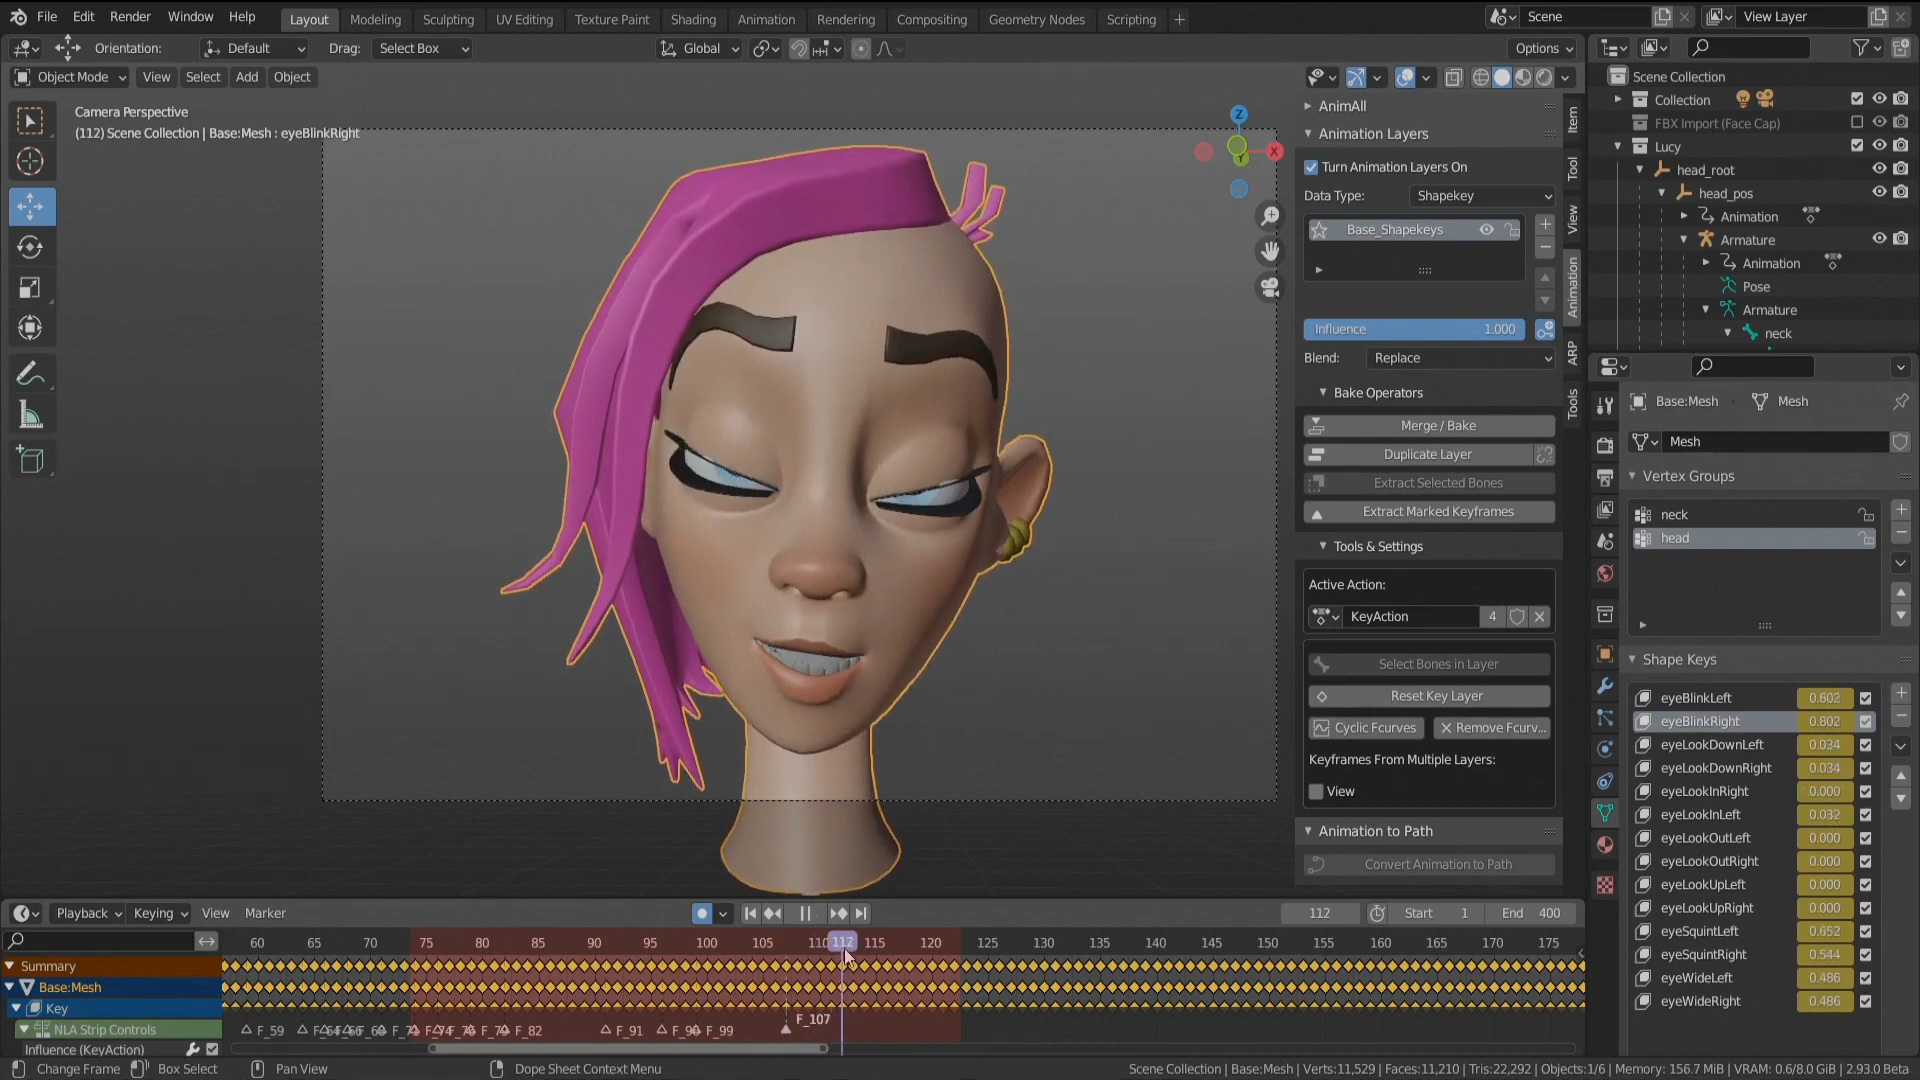 File Edit Render Window Help Layout Modeling Sculpting UV Editing Texture Paint Shading Animation Rendering Compositing Geometry Nodes Scripting + Scene View Layer
Orientation: Default Drag: Select Box Global Options
Object Mode View Select Add Object
Camera Perspective
(112) Scene Collection | Base:Mesh : eyeBlinkRight
Z
Y
X
AnimAll
Animation Layers
Turn Animation Layers On
Data Type: Shapekey
Base_Shapekeys
Influence 1.000
Blend: Replace
Bake Operators
Merge / Bake
Duplicate Layer
Extract Selected Bones
Extract Marked Keyframes
Tools & Settings
Active Action:
KeyAction 4
Select Bones in Layer
Reset Key Layer
Cyclic Fcurves Remove Fcurv...
Keyframes From Multiple Layers:
View
Animation to Path
Convert Animation to Path
Item
Tool
View
Animation
ARP
Tools
Scene Collection
Collection
FBX Import (Face Cap)
Lucy
head_root
head_pos
Animation
Armature
Animation
Pose
Armature
neck
Base:Mesh Mesh
Mesh
Vertex Groups
neck
head
Shape Keys
eyeBlinkLeft 0.802
eyeBlinkRight 0.802
eyeLookDownLeft 0.034
eyeLookDownRight 0.034
eyeLookInRight 0.000
eyeLookInLeft 0.032
eyeLookOutLeft 0.000
eyeLookOutRight 0.000
eyeLookUpLeft 0.000
eyeLookUpRight 0.000
eyeSquintLeft 0.652
eyeSquintRight 0.544
eyeWideLeft 0.486
eyeWideRight 0.486
Playback Keying View Marker 112 Start 1 End 400
60 65 70 75 80 85 90 95 100 105 110 112 115 120 125 130 135 140 145 150 155 160 165 170 175
Summary
Base:Mesh
Key
NLA Strip Controls
F_59 F_82 F_91 F_99 F_107
Influence (KeyAction)
Change Frame Box Select Pan View Dope Sheet Context Menu Scene Collection | Base:Mesh | Verts:11,529 | Faces:11,210 | Tris:22,292 | Objects:1/6 | Memory: 156.7 MiB | VRAM: 0.6/8.0 GiB | 2.93.0 Beta